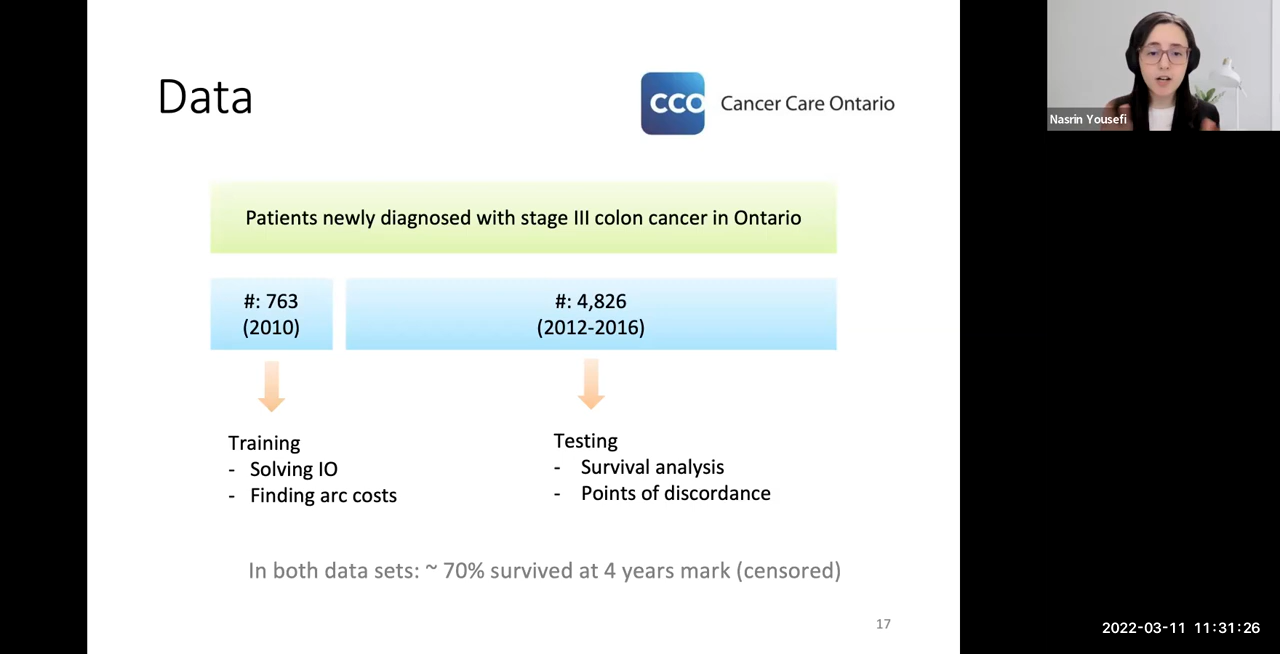 Data
CCO Cancer Care Ontario
Nasrin Yousefi
Patients newly diagnosed with stage III colon cancer in Ontario
#: 763
(2010)
#: 4,826
(2012-2016)
Training
- Solving IO
- Finding arc costs
Testing
- Survival analysis
- Points of discordance
In both data sets: ~ 70% survived at 4 years mark (censored)
17
2022-03-11 11:31:26